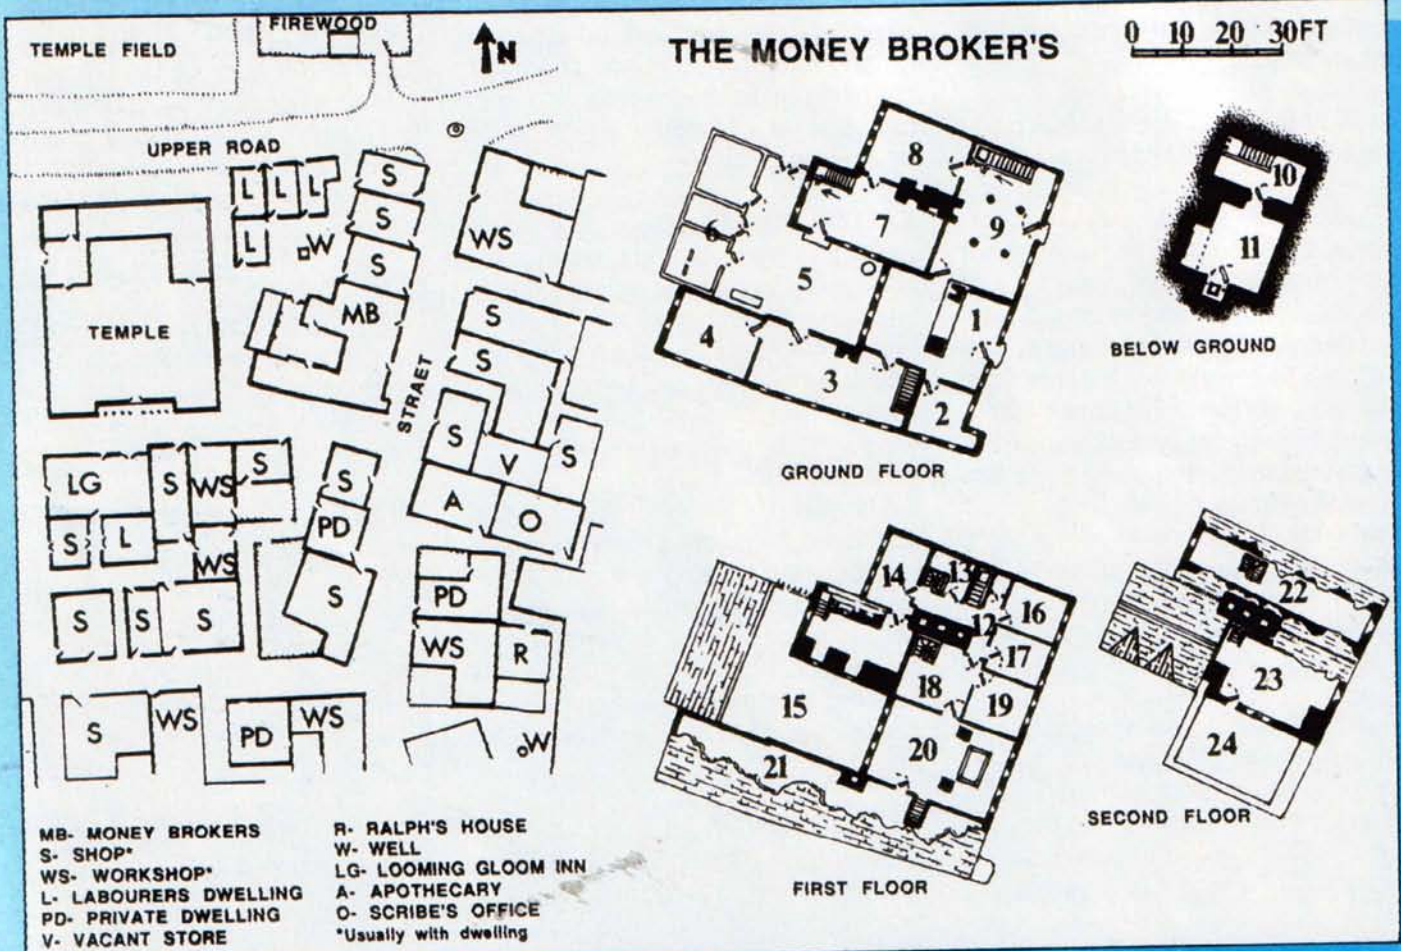 FIREWOOD
TEMPLE FIELD
N
UPPER ROAD
L L L
L
W
S
S
S
MB
WS
TEMPLE
STRAET
S
S
S
V
S
A
O
LG
S
WS
S
S
L
WS
S
S
S
S
PD
S
PD
WS
R
S
WS
PD
WS
W
MB- MONEY BROKERS
S- SHOP*
WS- WORKSHOP*
L- LABOURERS DWELLING
PD- PRIVATE DWELLING
V- VACANT STORE
R- RALPH'S HOUSE
W- WELL
LG- LOOMING GLOOM INN
A- APOTHECARY
O- SCRIBE'S OFFICE
*Usually with dwelling
THE MONEY BROKER'S
0 10 20 30FT
8
7
9
6
5
1
4
3
2
GROUND FLOOR
10
11
BELOW GROUND
14
13
16
12
17
18
19
15
20
21
FIRST FLOOR
22
23
24
SECOND FLOOR